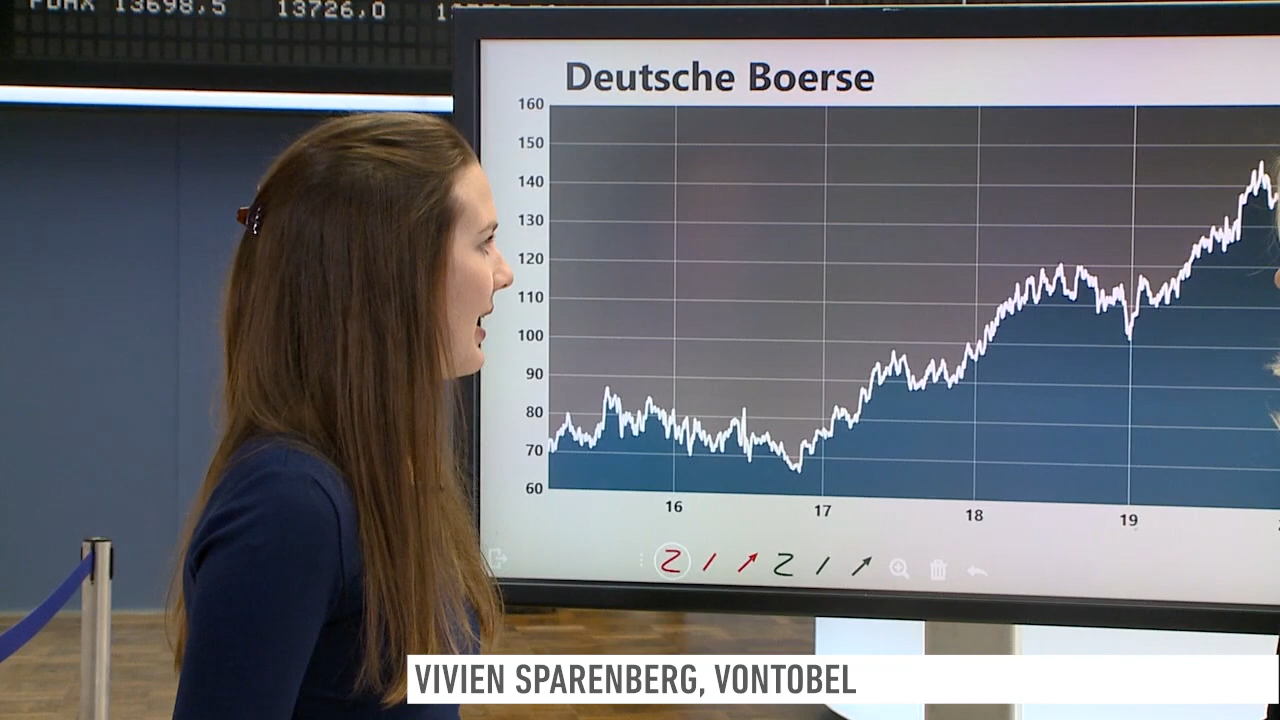 FDAX 13698,5 13726,0
Deutsche Boerse
160
150
140
130
120
110
100
90
80
70
60
16 17 18 19
VIVIEN SPARENBERG, VONTOBEL